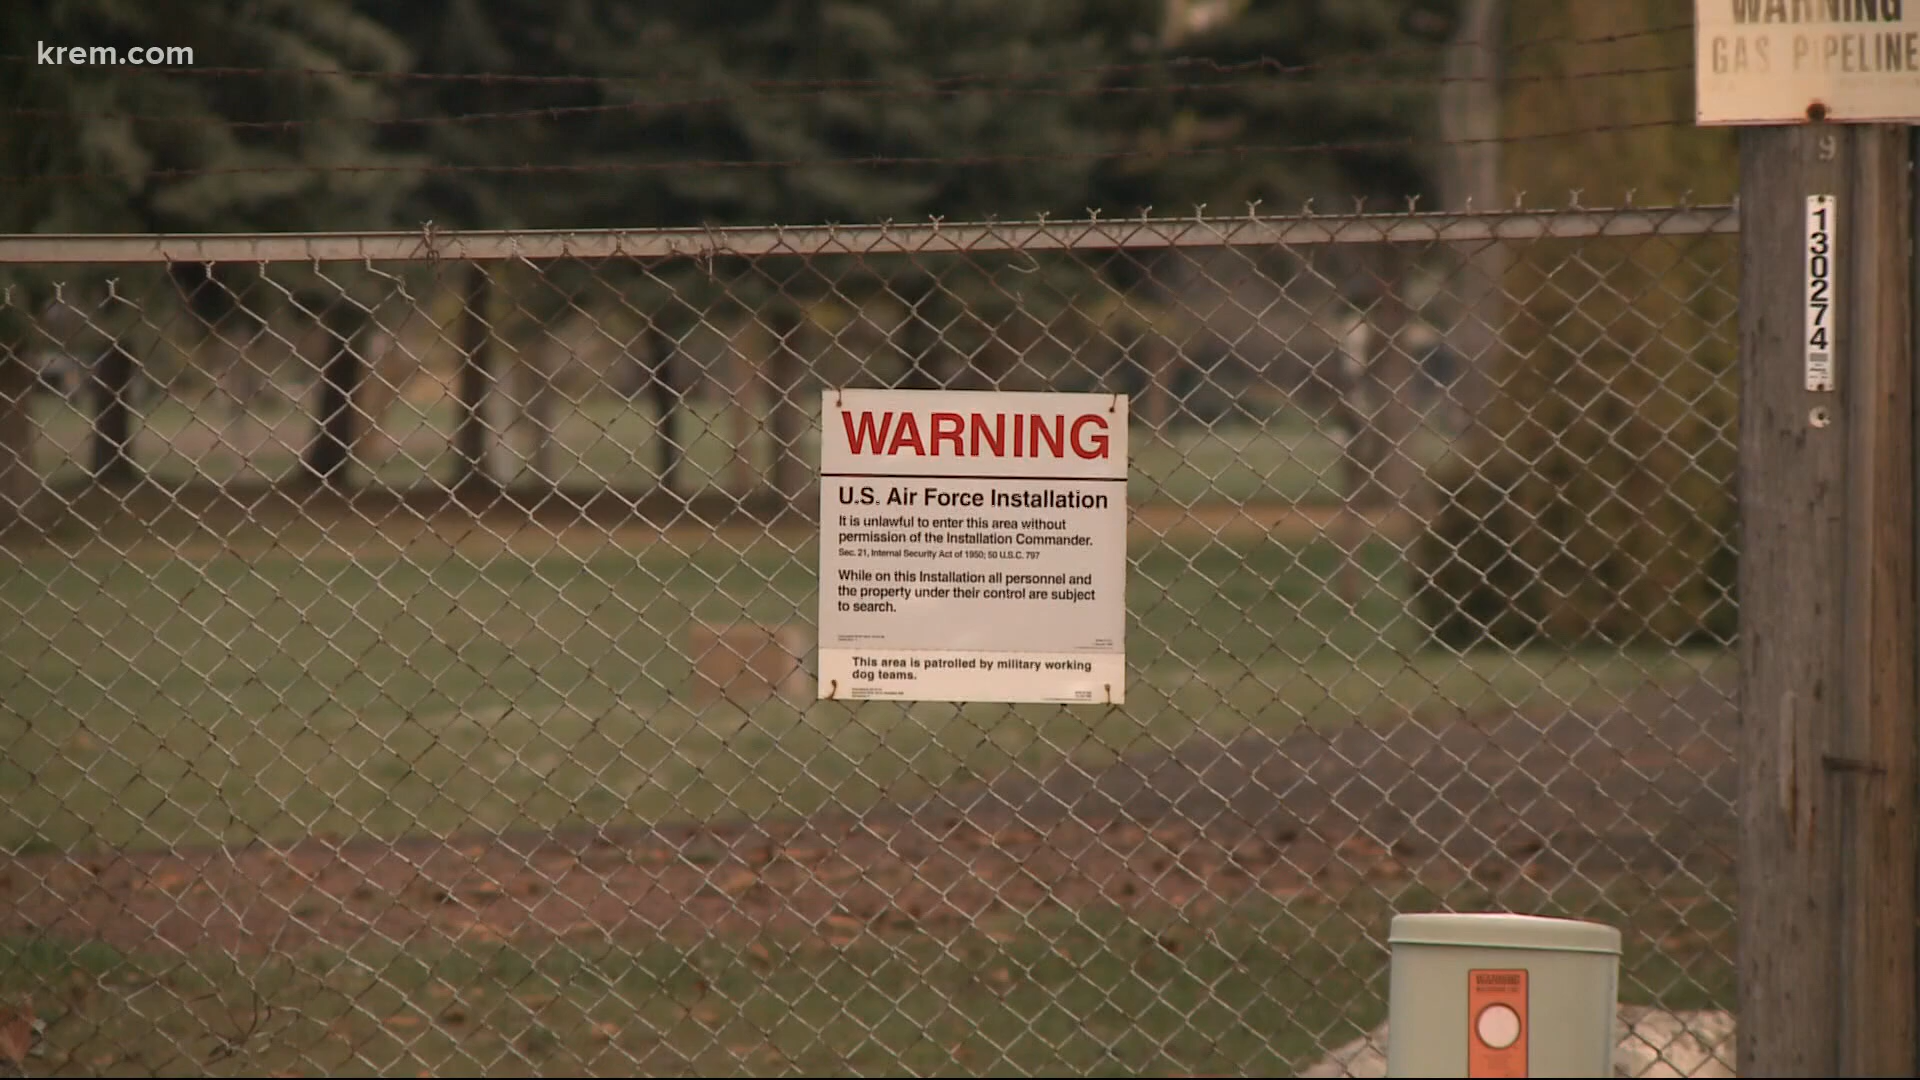 krem.com
WARNING
GAS PIPELINE
130274
WARNING
U.S. Air Force Installation
It is unlawful to enter this area without
permission of the Installation Commander.
Sec. 21, Internal Security Act of 1950; 50 U.S.C. 797
While on this Installation all personnel and
the property under their control are subject
to search.
This area is patrolled by military working
dog teams.
WARNING